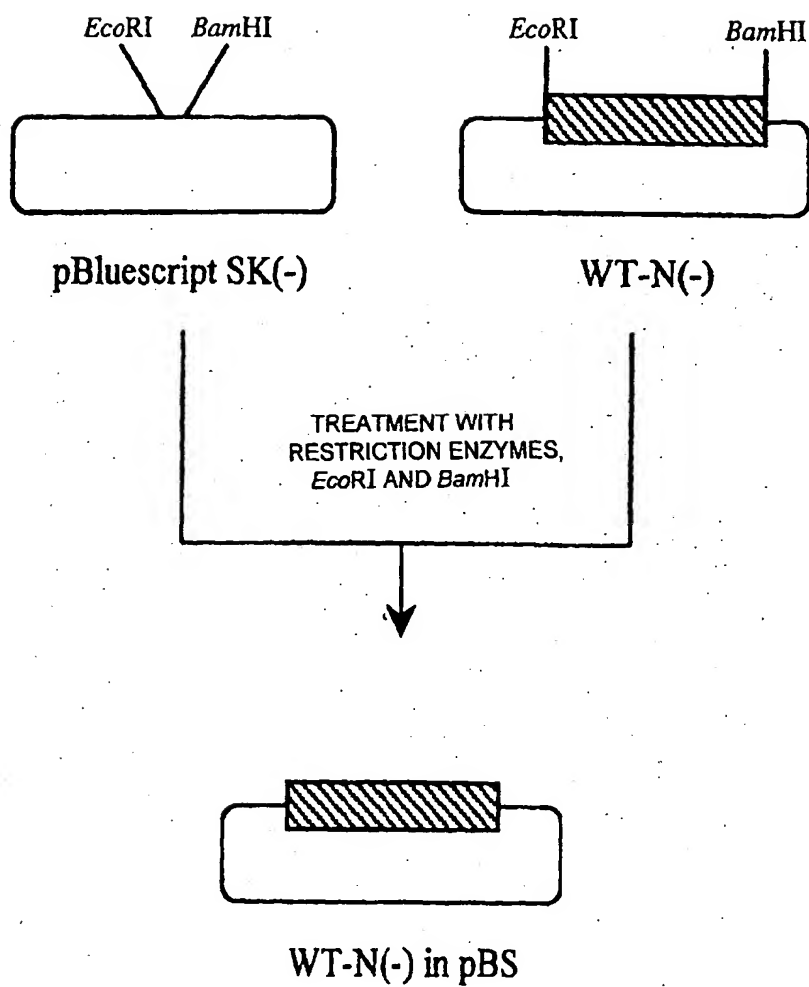 EcoRI BamHI
EcoRI BamHI
pBluescript SK(-)
WT-N(-)
TREATMENT WITH
RESTRICTION ENZYMES,
EcoRI AND BamHI
WT-N(-) in pBS